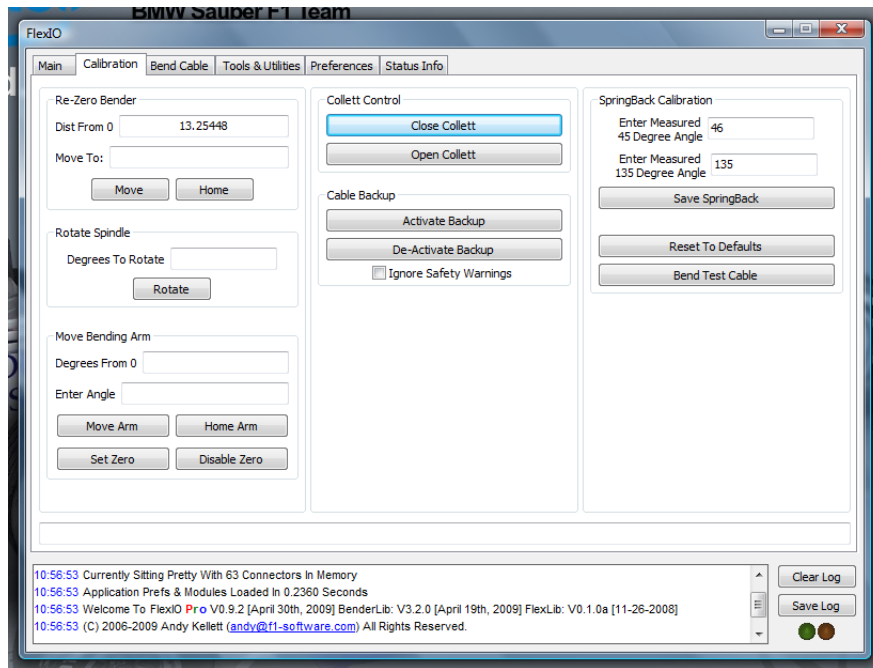 BMW Sauber F1 Team
FlexIO
Main Calibration Bend Cable Tools & Utilities Preferences Status Info
Re-Zero Bender
Dist From 0 13.25448
Move To:
Move Home
Rotate Spindle
Degrees To Rotate
Rotate
Move Bending Arm
Degrees From 0
Enter Angle
Move Arm Home Arm
Set Zero Disable Zero
Collett Control
Close Collett
Open Collett
Cable Backup
Activate Backup
De-Activate Backup
Ignore Safety Warnings
SpringBack Calibration
Enter Measured
45 Degree Angle 46
Enter Measured
135 Degree Angle 135
Save SpringBack
Reset To Defaults
Bend Test Cable
10:56:53 Currently Sitting Pretty With 63 Connectors In Memory
10:56:53 Application Prefs & Modules Loaded In 0.2360 Seconds
10:56:53 Welcome To FlexIO Pro V0.9.2 [April 30th, 2009] BenderLib: V3.2.0 [April 19th, 2009] FlexLib: V0.1.0a [11-26-2008]
10:56:53 (C) 2006-2009 Andy Kellett (andy@f1-software.com) All Rights Reserved.
Clear Log
Save Log